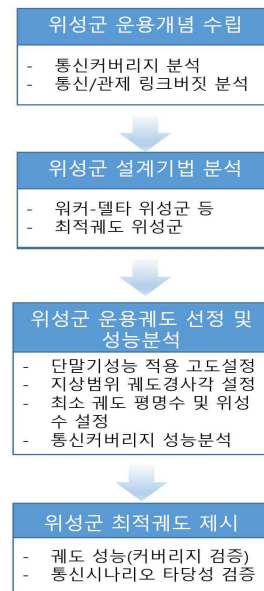 위성군 운용개념 수립
- 통신커버리지 분석
- 통신/관제 링크버짓 분석
위성군 설계기법 분석
- 워커-델타 위성군 등
- 최적궤도 위성군
위성군 운용궤도 선정 및
성능분석
- 단말기성능 적용 고도설정
- 지상범위 궤도경사각 설정
- 최소 궤도 평명수 및 위성
수 설정
- 통신커버리지 성능분석
위성군 최적궤도 제시
- 궤도 성능(커버리지 검증)
- 통신시나리오 타당성 검증